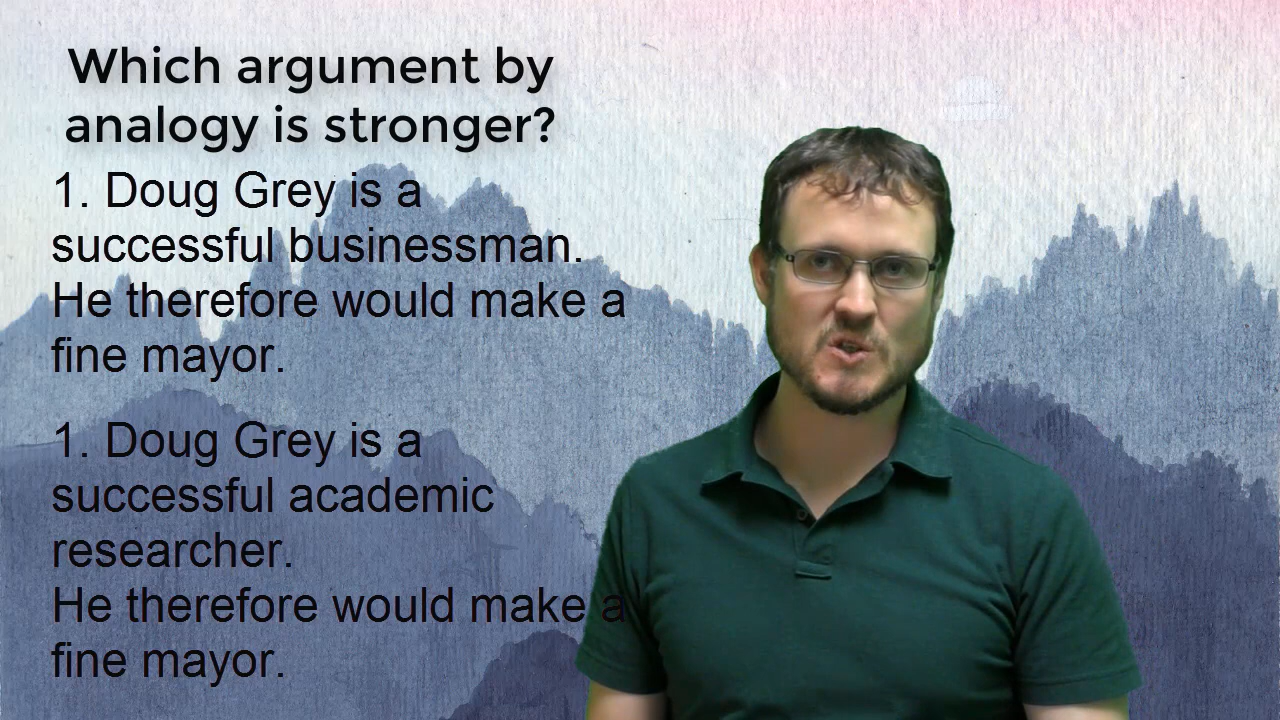 Which argument by
analogy is stronger?
1. Doug Grey is a
successful businessman.
He therefore would make a
fine mayor.
1. Doug Grey is a
successful academic
researcher.
He therefore would make a
fine mayor.